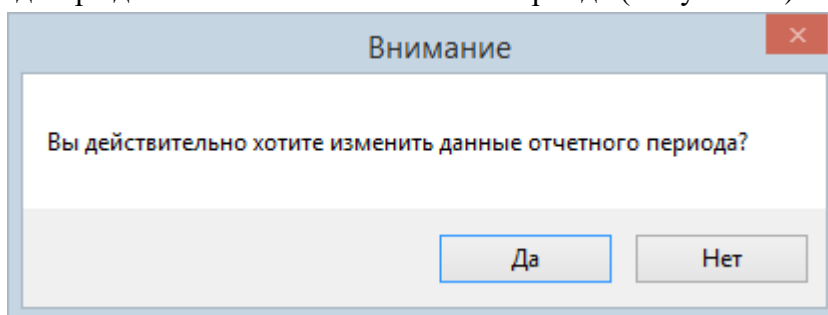 Внимание
Вы действительно хотите изменить данные отчетного периода?
Да Нет